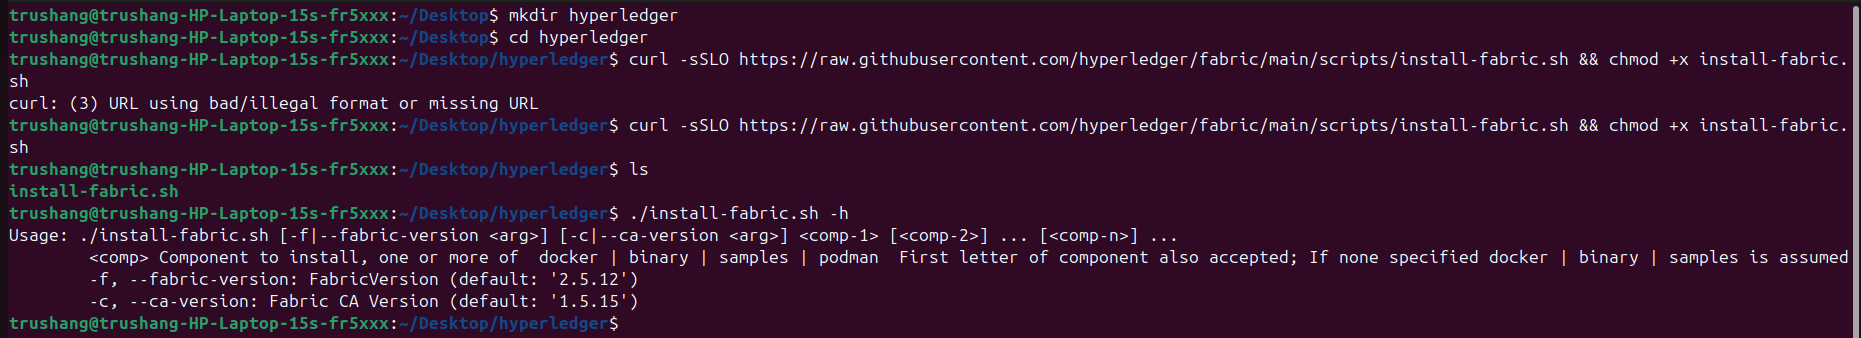 trushang@trushang-HP-Laptop-15s-fr5xxx:~/Desktop$ mkdir hyperledger
trushang@trushang-HP-Laptop-15s-fr5xxx:~/Desktop$ cd hyperledger
trushang@trushang-HP-Laptop-15s-fr5xxx:~/Desktop/hyperledger$ curl -sSLO https://raw.githubusercontent.com/hyperledger/fabric/main/scripts/install-fabric.sh && chmod +x install-fabric.
sh
curl: (3) URL using bad/illegal format or missing URL
trushang@trushang-HP-Laptop-15s-fr5xxx:~/Desktop/hyperledger$ curl -sSLO https://raw.githubusercontent.com/hyperledger/fabric/main/scripts/install-fabric.sh && chmod +x install-fabric.
sh
trushang@trushang-HP-Laptop-15s-fr5xxx:~/Desktop/hyperledger$ ls
install-fabric.sh
trushang@trushang-HP-Laptop-15s-fr5xxx:~/Desktop/hyperledger$ ./install-fabric.sh -h
Usage: ./install-fabric.sh [-f|--fabric-version <arg>] [-c|--ca-version <arg>] <comp-1> [<comp-2>] ... [<comp-n>] ...
        <comp> Component to install, one or more of  docker | binary | samples | podman  First letter of component also accepted; If none specified docker | binary | samples is assumed
        -f, --fabric-version: FabricVersion (default: '2.5.12')
        -c, --ca-version: Fabric CA Version (default: '1.5.15')
trushang@trushang-HP-Laptop-15s-fr5xxx:~/Desktop/hyperledger$